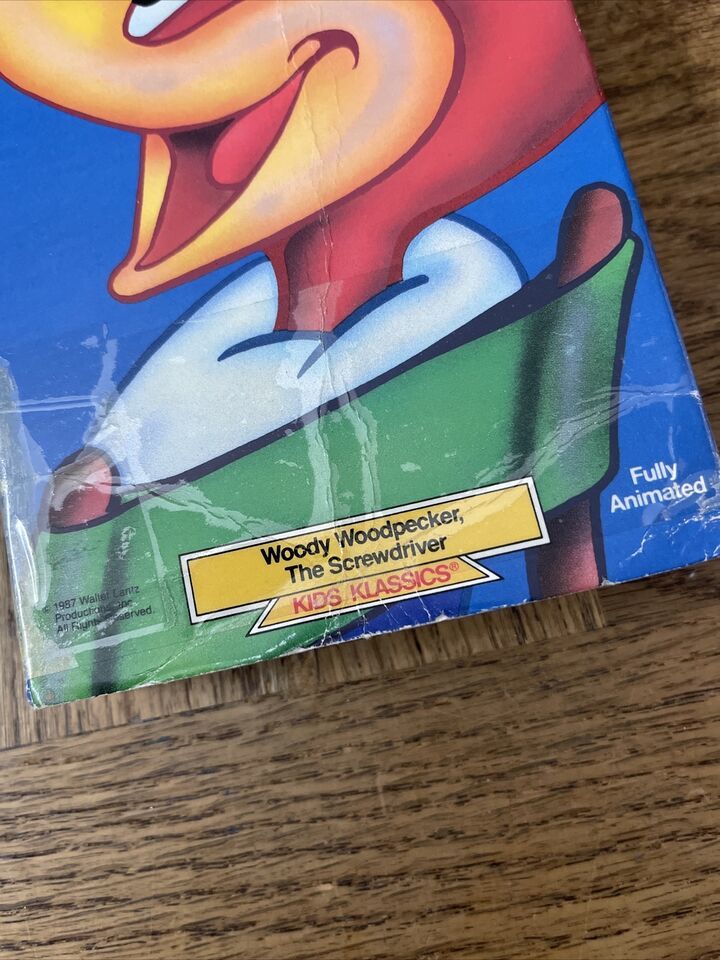 Fully
Animated
Woody Woodpecker,
The Screwdriver
KIDS KLASSICS®
© 1987 Walter Lantz
Productions Inc.
All Rights Reserved.